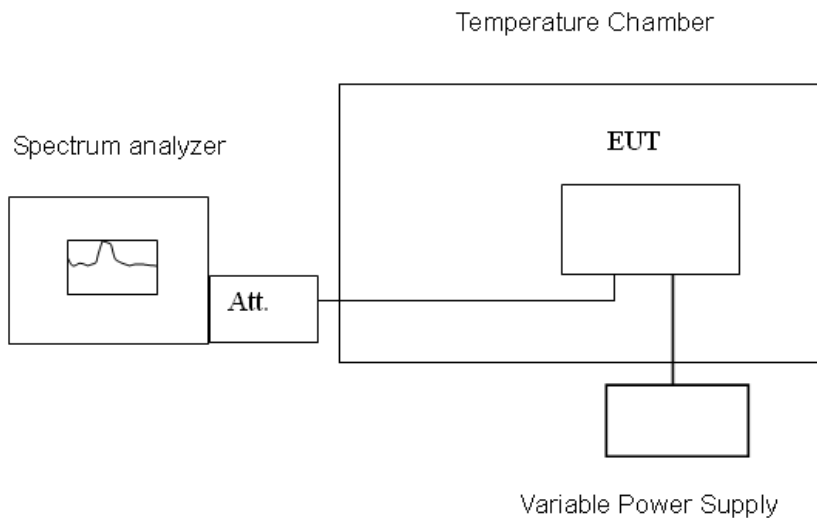 Temperature Chamber
Spectrum analyzer
EUT
Att.
Variable Power Supply